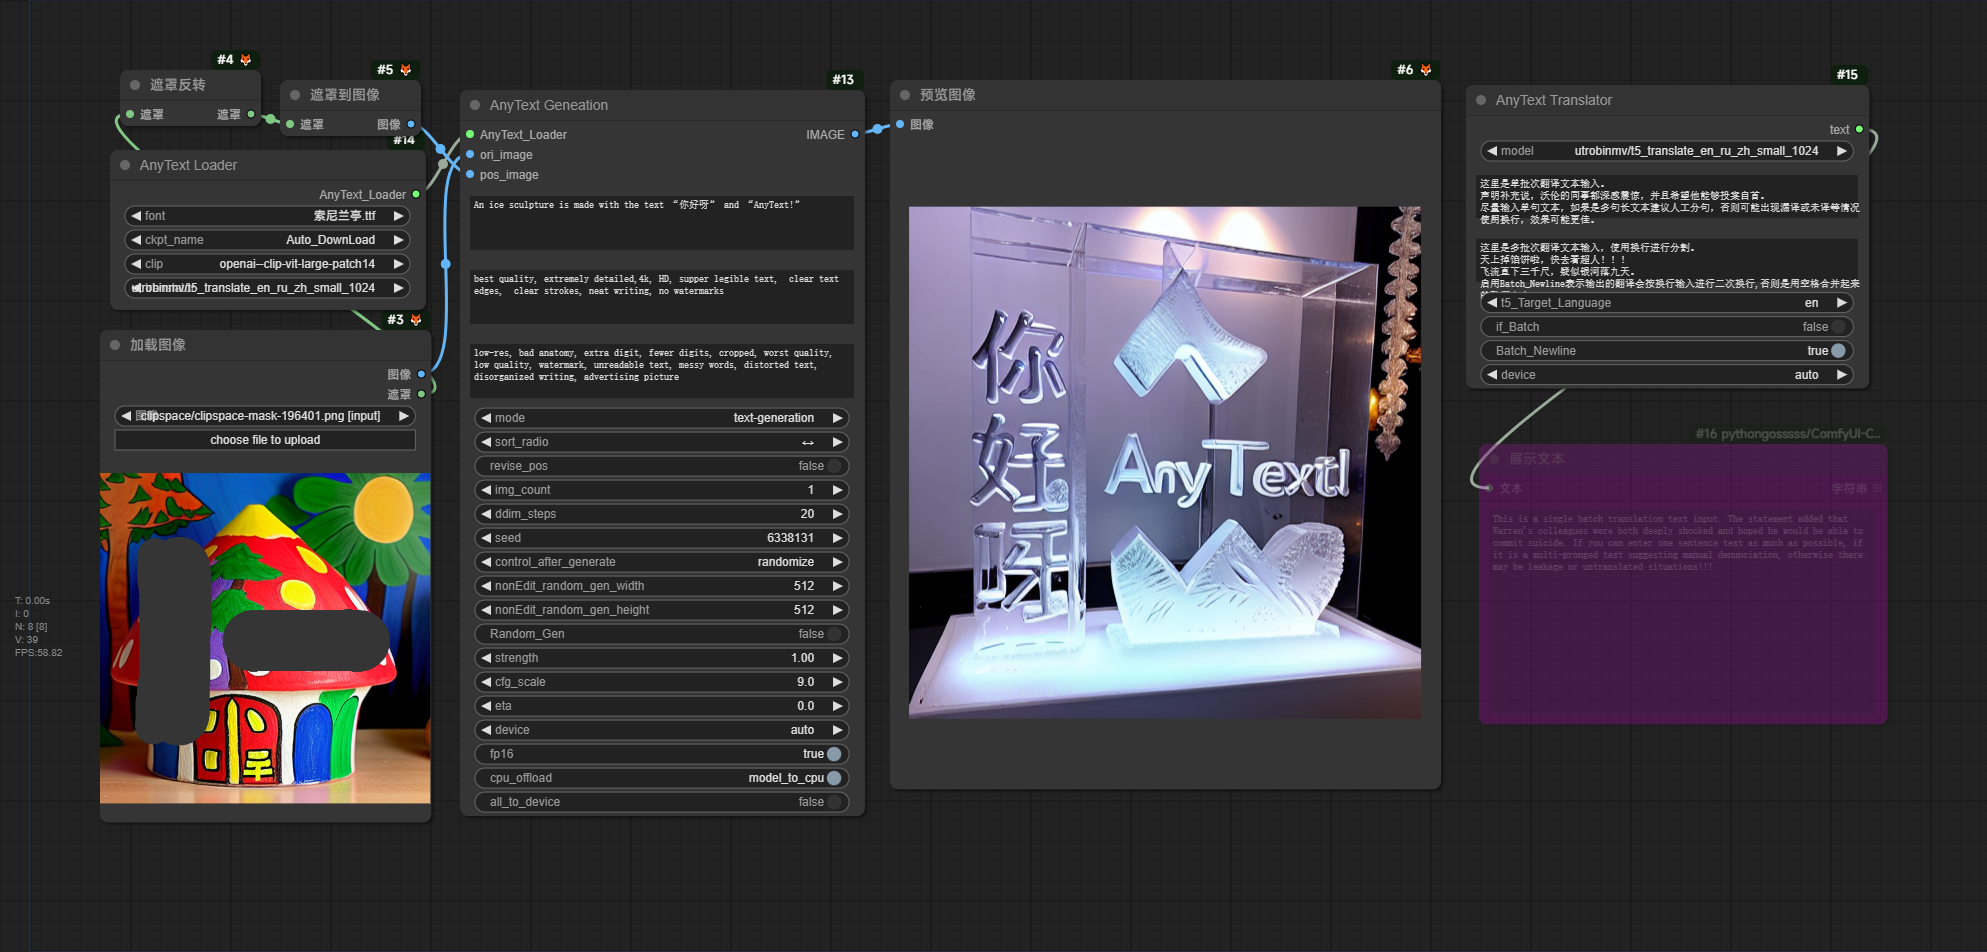 #4
遮罩反转
遮罩 遮罩
#5
遮罩到图像
遮罩 图像
#14
AnyText Loader
AnyText_Loader
font 索尼兰亭.ttf
ckpt_name Auto_DownLoad
clip openai--clip-vit-large-patch14
utrobinmv/t5_translate_en_ru_zh_small_1024
#3
加载图像
图像
遮罩
clipspace/clipspace-mask-196401.png [input]
choose file to upload
T: 0.00s
I: 0
N: 8 [8]
V: 39
FPS:58.82
#13
AnyText Geneation
AnyText_Loader IMAGE
ori_image
pos_image
An ice sculpture is made with the text “你好呀” and “AnyText!”
best quality, extremely detailed,4k, HD, supper legible text,  clear text
edges,  clear strokes, neat writing, no watermarks
low-res, bad anatomy, extra digit, fewer digits, cropped, worst quality,
low quality, watermark, unreadable text, messy words, distorted text,
disorganized writing, advertising picture
mode text-generation
sort_radio ↔
revise_pos false
img_count 1
ddim_steps 20
seed 6338131
control_after_generate randomize
nonEdit_random_gen_width 512
nonEdit_random_gen_height 512
Random_Gen false
strength 1.00
cfg_scale 9.0
eta 0.0
device auto
fp16 true
cpu_offload model_to_cpu
all_to_device false
#6
预览图像
图像
你
好
呀
AnyText!
#15
AnyText Translator
text
model utrobinmv/t5_translate_en_ru_zh_small_1024
这里是单批次翻译文本输入。
声明补充说，沃伦的同事都深感震惊，并且希望他能够投案自首。
尽量输入单句文本，如果是多句长文本建议人工分句，否则可能出现漏译或未译等情况
使用换行，效果可能更佳。
这里是多批次翻译文本输入，使用换行进行分割。
天上掉馅饼啦，快去看超人！！！
飞流直下三千尺，疑似银河落九天。
启用Batch_Newline表示输出的翻译会按换行输入进行二次换行,否则是用空格合并起来
t5_Target_Language en
if_Batch false
Batch_Newline true
device auto
#16 pythongosssss/ComfyUI-C..
展示文本
文本 字符串
This is a single batch translation text input. The statement added that
Warren's colleagues were both deeply shocked and hoped he would be able to
commit suicide. If you can enter one sentence text as much as possible, if
it is a multi-pronged text suggesting manual denunciation, otherwise there
may be leakage or untranslated situations!!!